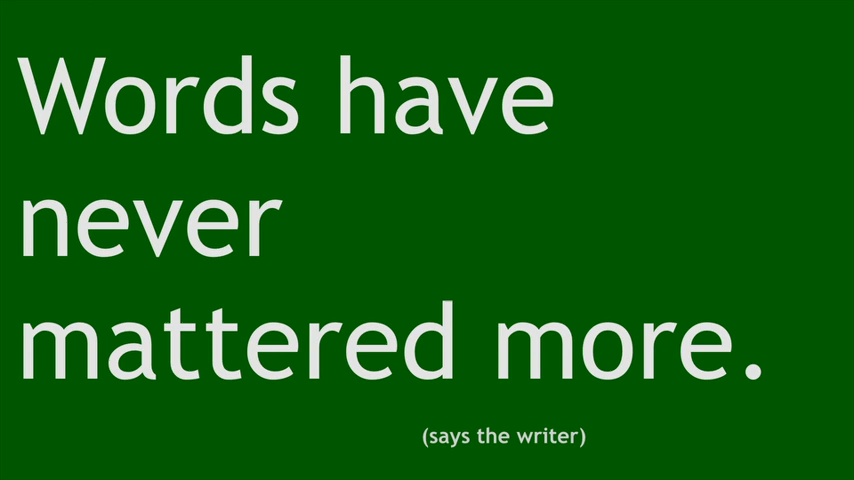 Words have
never
mattered more.
(says the writer)